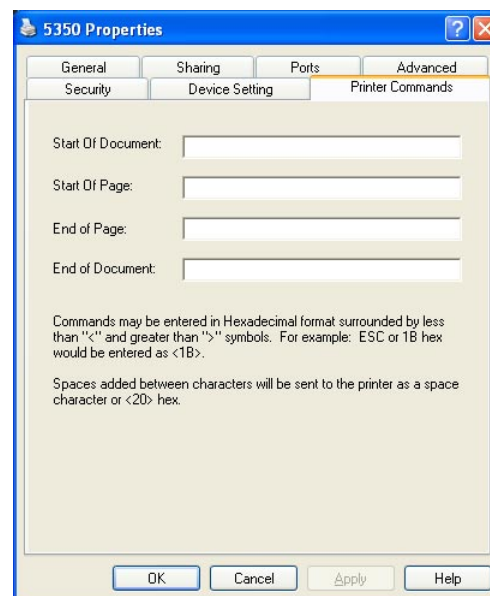 5350 Properties
General Sharing Ports Advanced
Security Device Setting Printer Commands
Start Of Document:
Start Of Page:
End of Page:
End of Document:
Commands may be entered in Hexadecimal format surrounded by less
than "<" and greater than ">" symbols. For example: ESC or 1B hex
would be entered as <1B>.
Spaces added between characters will be sent to the printer as a space
character or <20> hex.
OK Cancel Apply Help